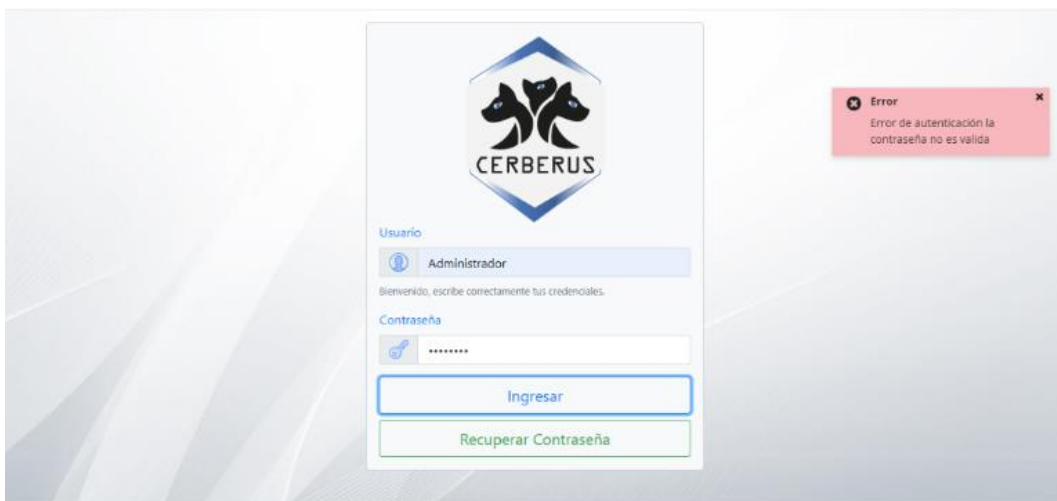 CERBERUS
Error
Error de autenticación la
contraseña no es valida
Usuario
Administrador
Bienvenido, escribe correctamente tus credenciales.
Contraseña
••••••••
Ingresar
Recuperar Contraseña